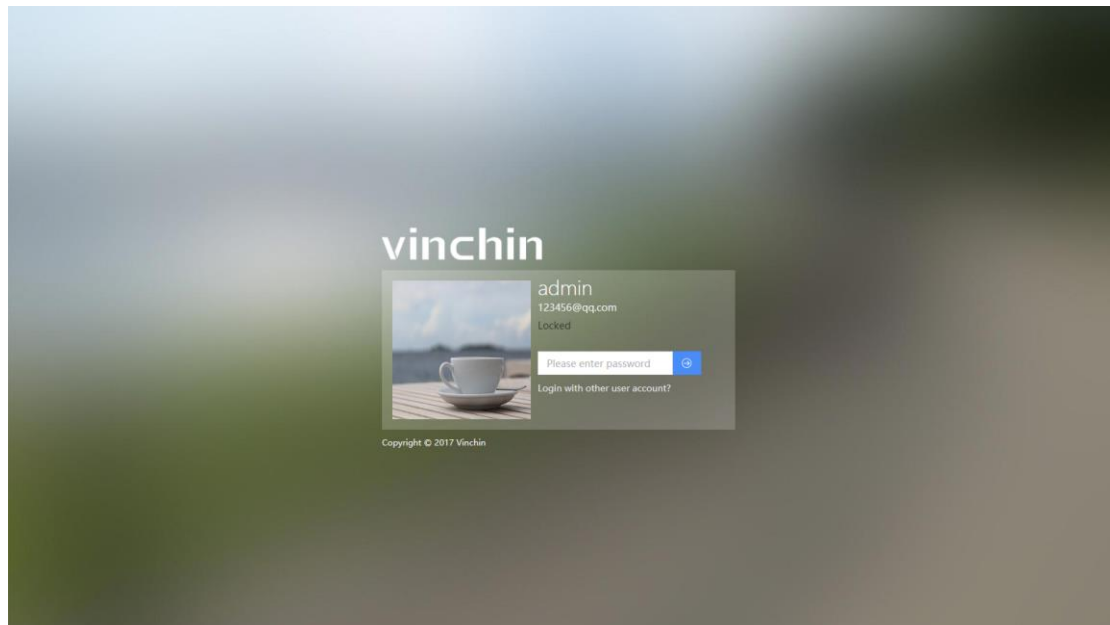 vinchin
admin
123456@qq.com
Locked
Please enter password
Login with other user account?
Copyright © 2017 Vinchin